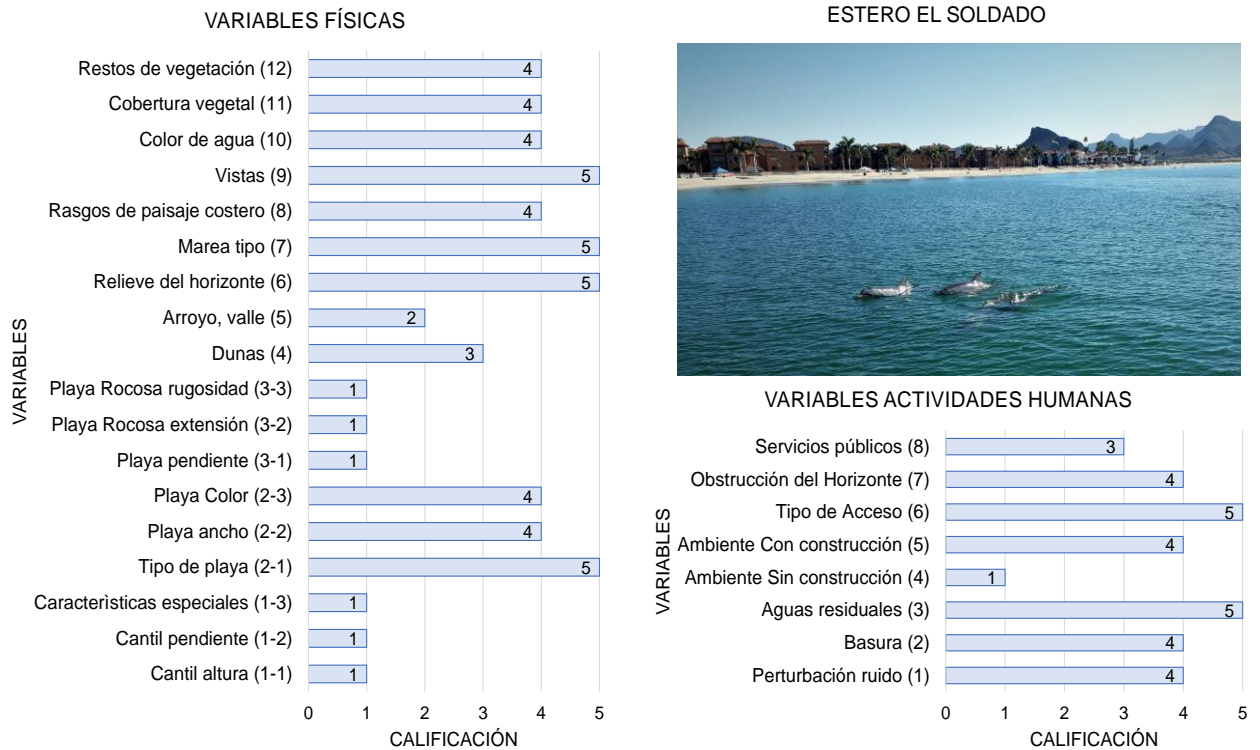 VARIABLES FÍSICAS
VARIABLES
Restos de vegetación (12) 4
Cobertura vegetal (11) 4
Color de agua (10) 4
Vistas (9) 5
Rasgos de paisaje costero (8) 4
Marea tipo (7) 5
Relieve del horizonte (6) 5
Arroyo, valle (5) 2
Dunas (4) 3
Playa Rocosa rugosidad (3-3) 1
Playa Rocosa extensión (3-2) 1
Playa pendiente (3-1) 1
Playa Color (2-3) 4
Playa ancho (2-2) 4
Tipo de playa (2-1) 5
Caracterìsticas especiales (1-3) 1
Cantil pendiente (1-2) 1
Cantil altura (1-1) 1
0 1 2 3 4 5
CALIFICACIÓN
ESTERO EL SOLDADO
VARIABLES ACTIVIDADES HUMANAS
VARIABLES
Servicios públicos (8) 3
Obstrucción del Horizonte (7) 4
Tipo de Acceso (6) 5
Ambiente Con construcción (5) 4
Ambiente Sin construcción (4) 1
Aguas residuales (3) 5
Basura (2) 4
Perturbación ruido (1) 4
0 1 2 3 4 5
CALIFICACIÓN